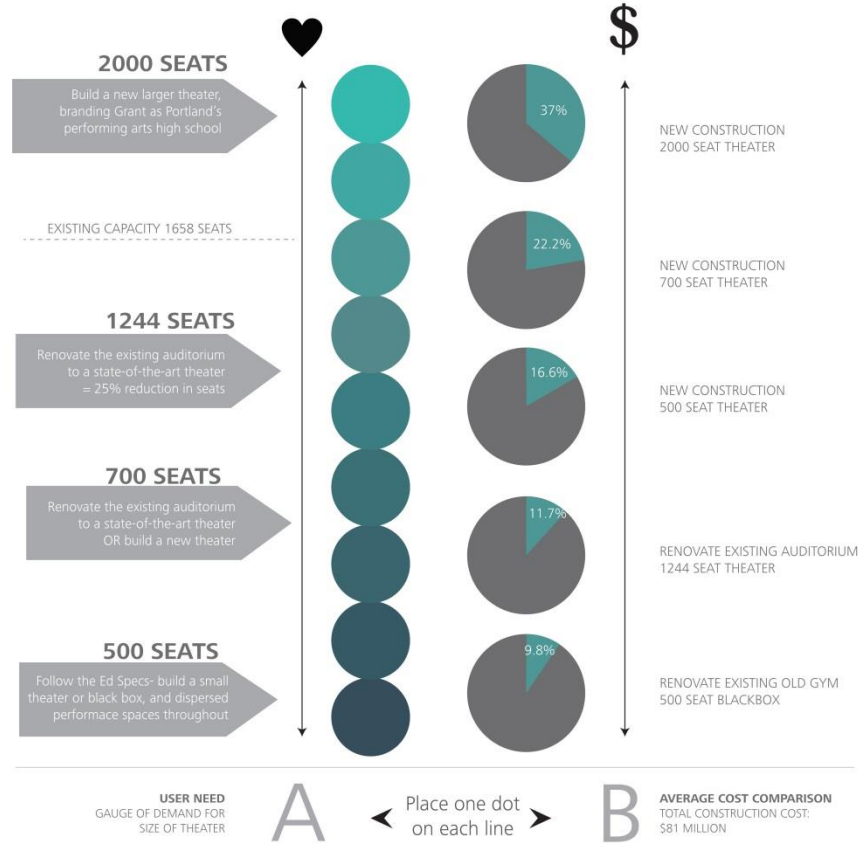 $
2000 SEATS
Build a new larger theater,
branding Grant as Portland's
performing arts high school
37%
NEW CONSTRUCTION
2000 SEAT THEATER
EXISTING CAPACITY 1658 SEATS
22.2%
NEW CONSTRUCTION
700 SEAT THEATER
1244 SEATS
Renovate the existing auditorium
to a state-of-the-art theater
= 25% reduction in seats
16.6%
NEW CONSTRUCTION
500 SEAT THEATER
700 SEATS
Renovate the existing auditorium
to a state-of-the-art theater
OR build a new theater
11.7%
RENOVATE EXISTING AUDITORIUM
1244 SEAT THEATER
500 SEATS
Follow the Ed Specs- build a small
theater or black box, and dispersed
performace spaces throughout
9.8%
RENOVATE EXISTING OLD GYM
500 SEAT BLACKBOX
USER NEED
GAUGE OF DEMAND FOR
SIZE OF THEATER
A
Place one dot
on each line
B
AVERAGE COST COMPARISON
TOTAL CONSTRUCTION COST:
$81 MILLION